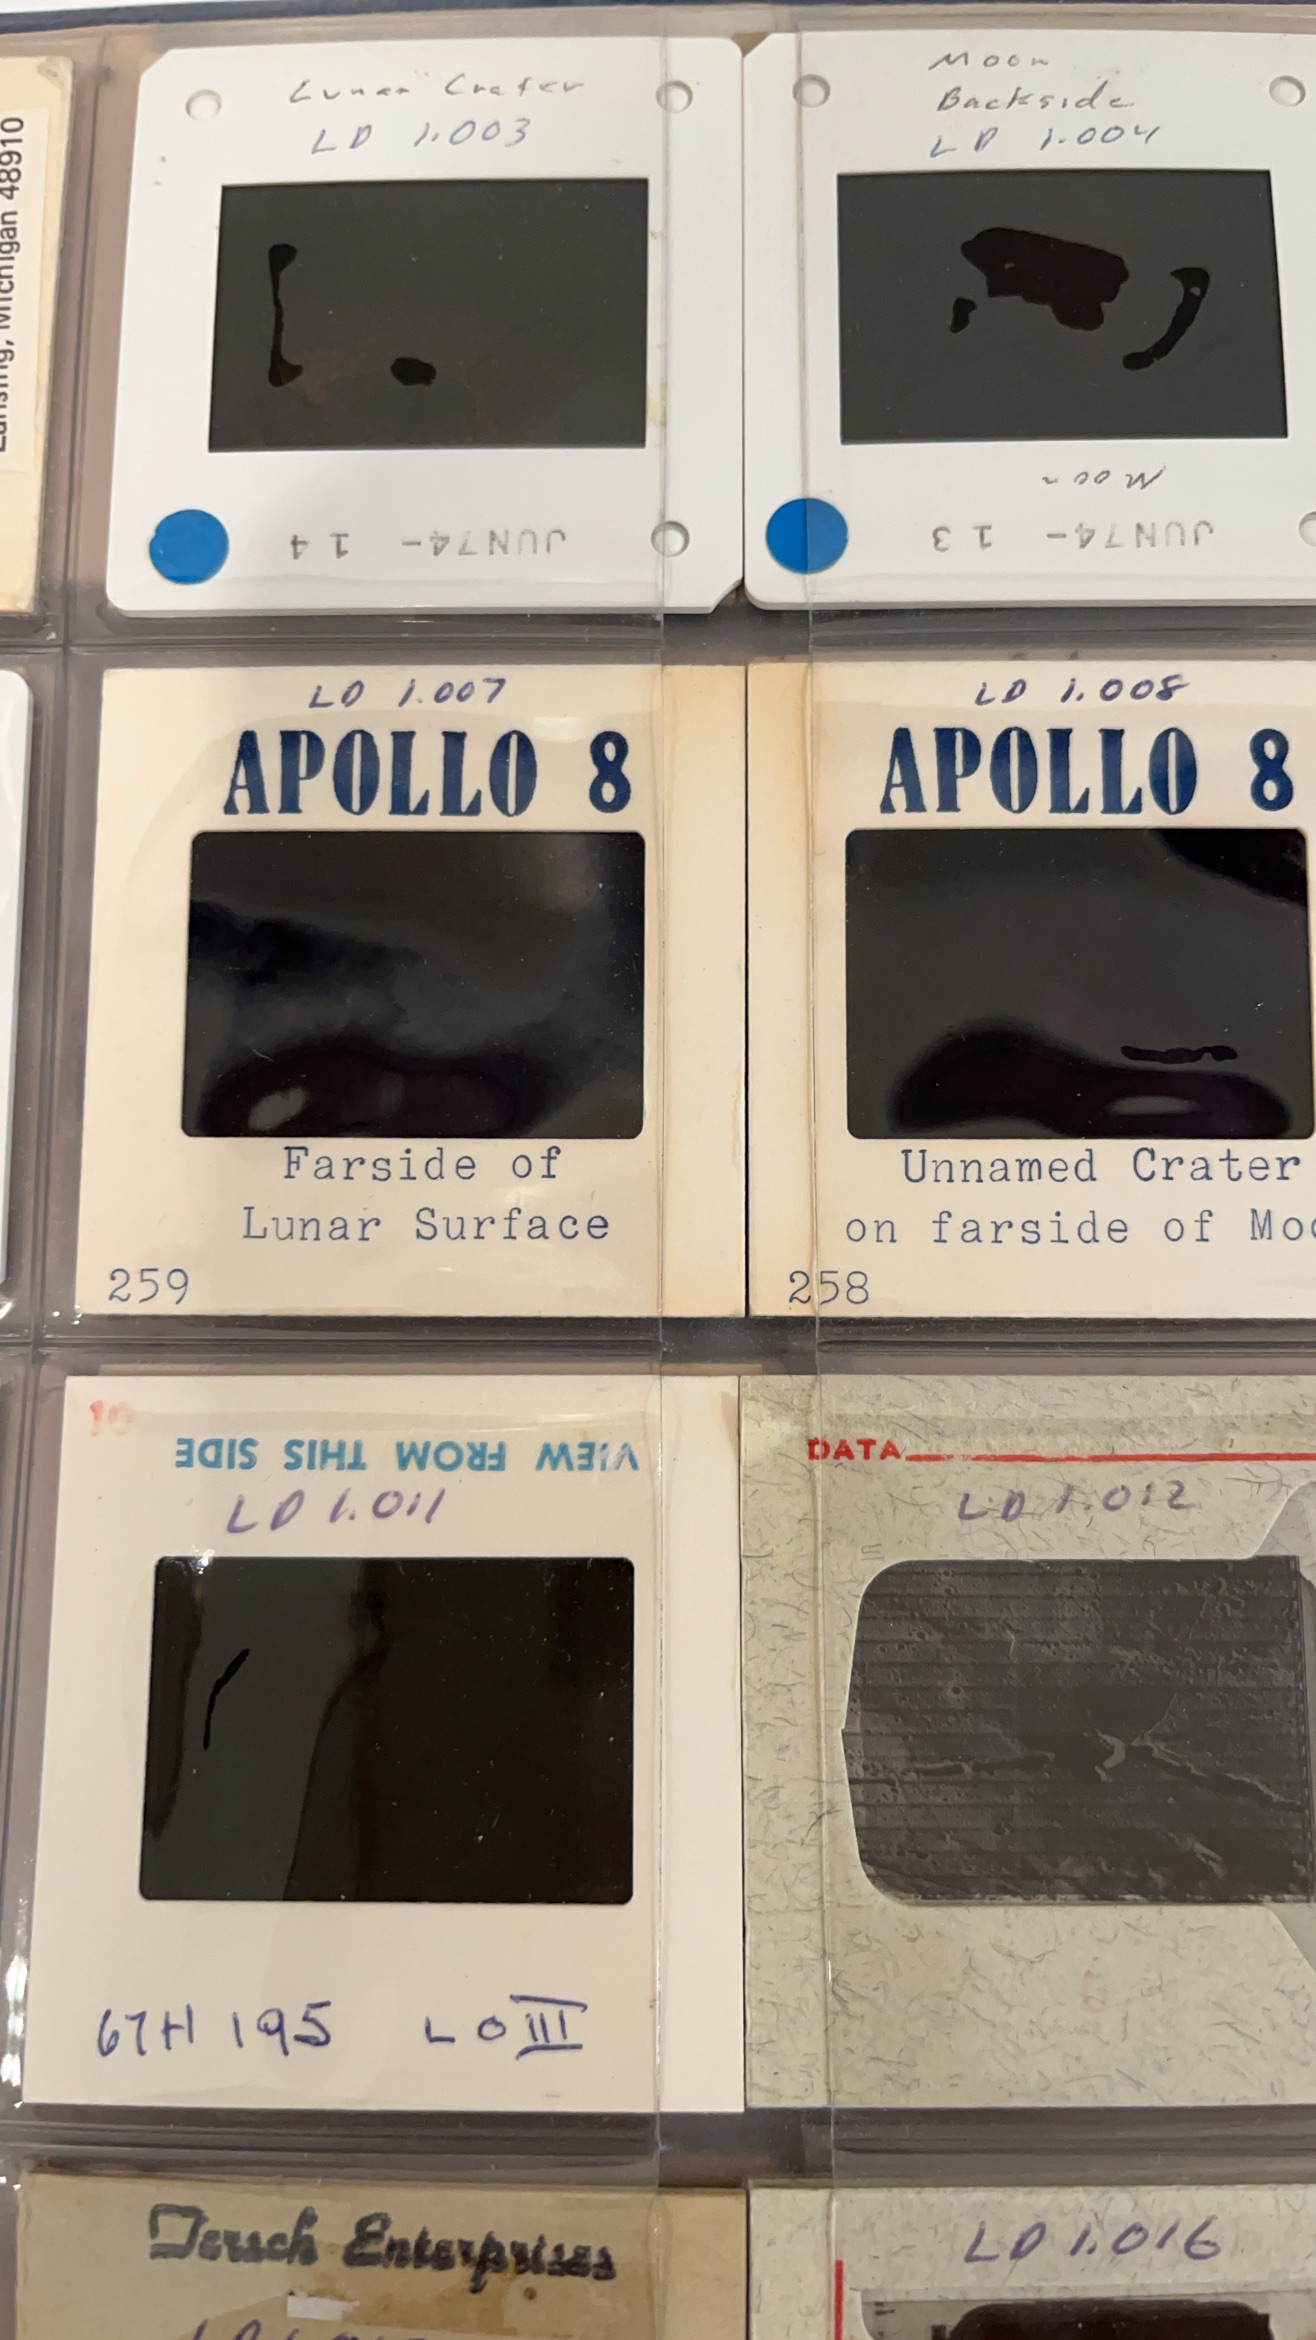 Lansing, Michigan 48910
Lunar Crater
LD 1.003
JUN74- 14
Moon
Backside
LD 1.004
Moon
JUN74- 13
LD 1.007
APOLLO 8
Farside of
Lunar Surface
259
LD 1.008
APOLLO 8
Unnamed Crater
on farside of Moo
258
10
VIEW FROM THIS SIDE
LD 1.011
67H 195 LO III
DATA
LD 1.012
Tersch Enterprises
LD 1.016